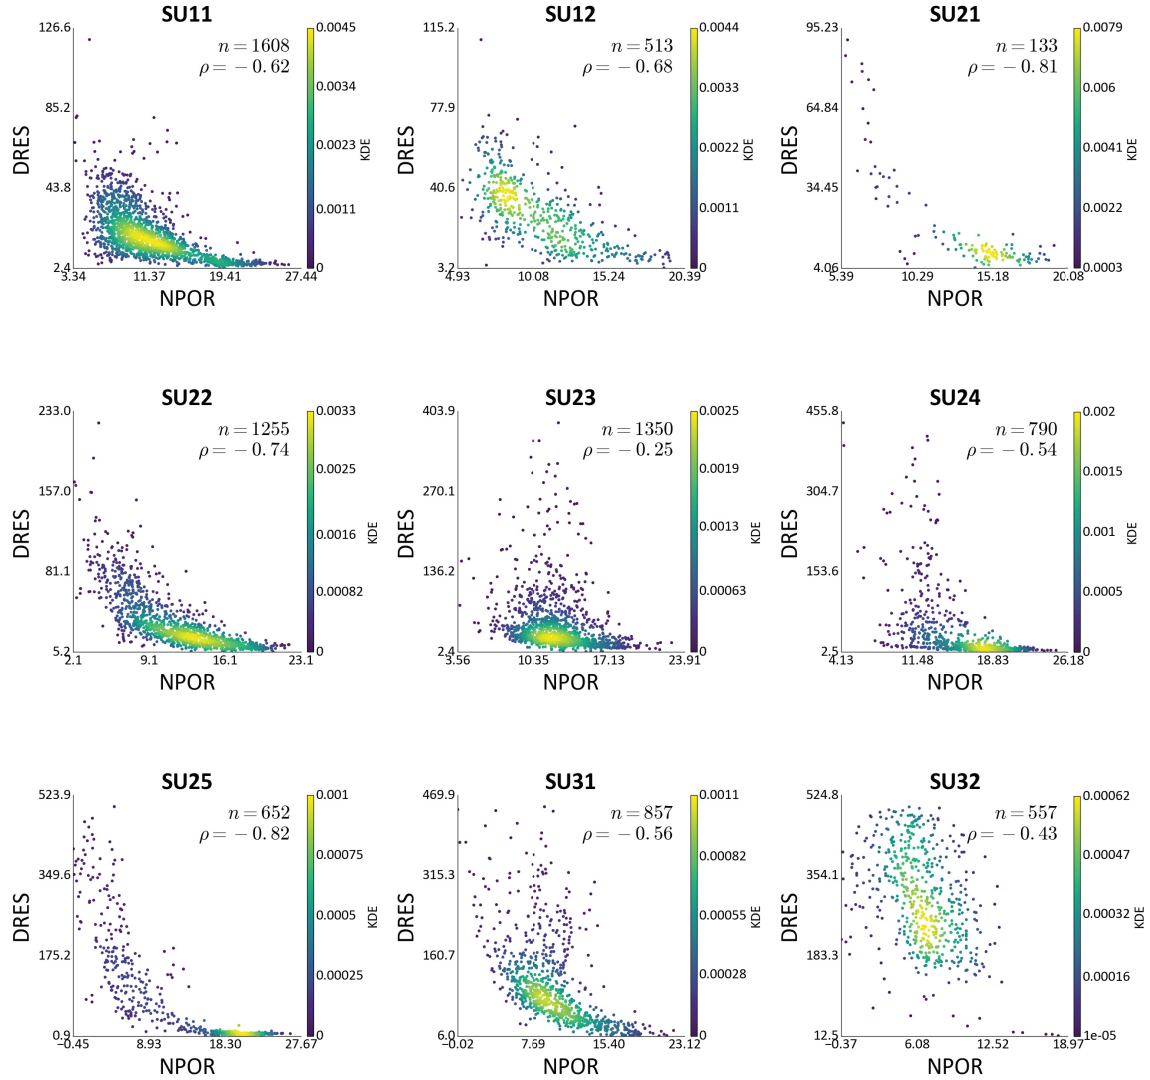 SU11
n = 1608
ρ = − 0.62
126.6
85.2
43.8
2.4
3.34
11.37
19.41
27.44
DRES
NPOR
0.0045
0.0034
0.0023
0.0011
0
KDE
SU12
n = 513
ρ = − 0.68
115.2
77.9
40.6
3.2
4.93
10.08
15.24
20.39
DRES
NPOR
0.0044
0.0033
0.0022
0.0011
0
KDE
SU21
n = 133
ρ = − 0.81
95.23
64.84
34.45
4.06
5.59
10.29
15.18
20.08
DRES
NPOR
0.0079
0.006
0.0041
0.0022
0.0003
KDE
SU22
n = 1255
ρ = − 0.74
233.0
157.0
81.1
5.2
2.1
9.1
16.1
23.1
DRES
NPOR
0.0033
0.0025
0.0016
0.00082
0
KDE
SU23
n = 1350
ρ = − 0.25
403.9
270.1
136.2
2.4
3.56
10.35
17.13
23.91
DRES
NPOR
0.0025
0.0019
0.0013
0.00063
0
KDE
SU24
n = 790
ρ = − 0.54
455.8
304.7
153.6
2.5
4.13
11.48
18.83
26.18
DRES
NPOR
0.002
0.0015
0.001
0.0005
0
KDE
SU25
n = 652
ρ = − 0.82
523.9
349.6
175.2
0.9
−0.45
8.93
18.30
27.67
DRES
NPOR
0.001
0.00075
0.0005
0.00025
0
KDE
SU31
n = 857
ρ = − 0.56
469.9
315.3
160.7
6.0
−0.02
7.69
15.40
23.12
DRES
NPOR
0.0011
0.00082
0.00055
0.00028
0
KDE
SU32
n = 557
ρ = − 0.43
524.8
354.1
183.3
12.5
−0.37
6.08
12.52
18.97
DRES
NPOR
0.00062
0.00047
0.00032
0.00016
1e-05
KDE